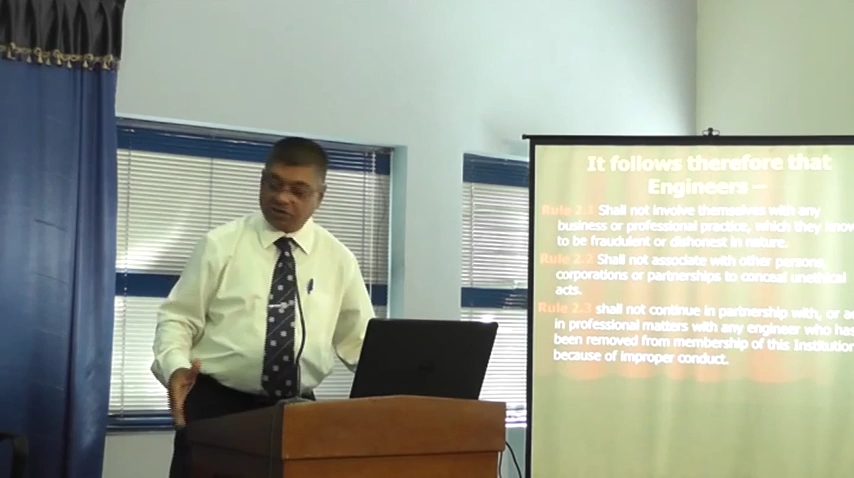 It follows therefore that
Engineers –
Rule 2.1 Shall not involve themselves with any
business or professional practice, which they know
to be fraudulent or dishonest in nature.
Rule 2.2 Shall not associate with other persons,
corporations or partnerships to conceal unethical
acts.
Rule 2.3 shall not continue in partnership with, or
in professional matters with any engineer who has
been removed from membership of this Institution
because of improper conduct.